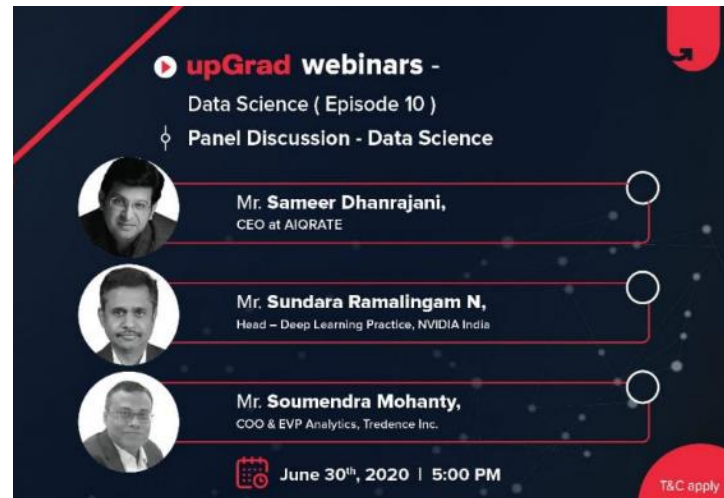 upGrad webinars -
Data Science ( Episode 10 )
Panel Discussion - Data Science
Mr. Sameer Dhanrajani,
CEO at AIQRATE
Mr. Sundara Ramalingam N,
Head – Deep Learning Practice, NVIDIA India
Mr. Soumendra Mohanty,
COO & EVP Analytics, Tredence Inc.
June 30th, 2020 | 5:00 PM
T&C apply